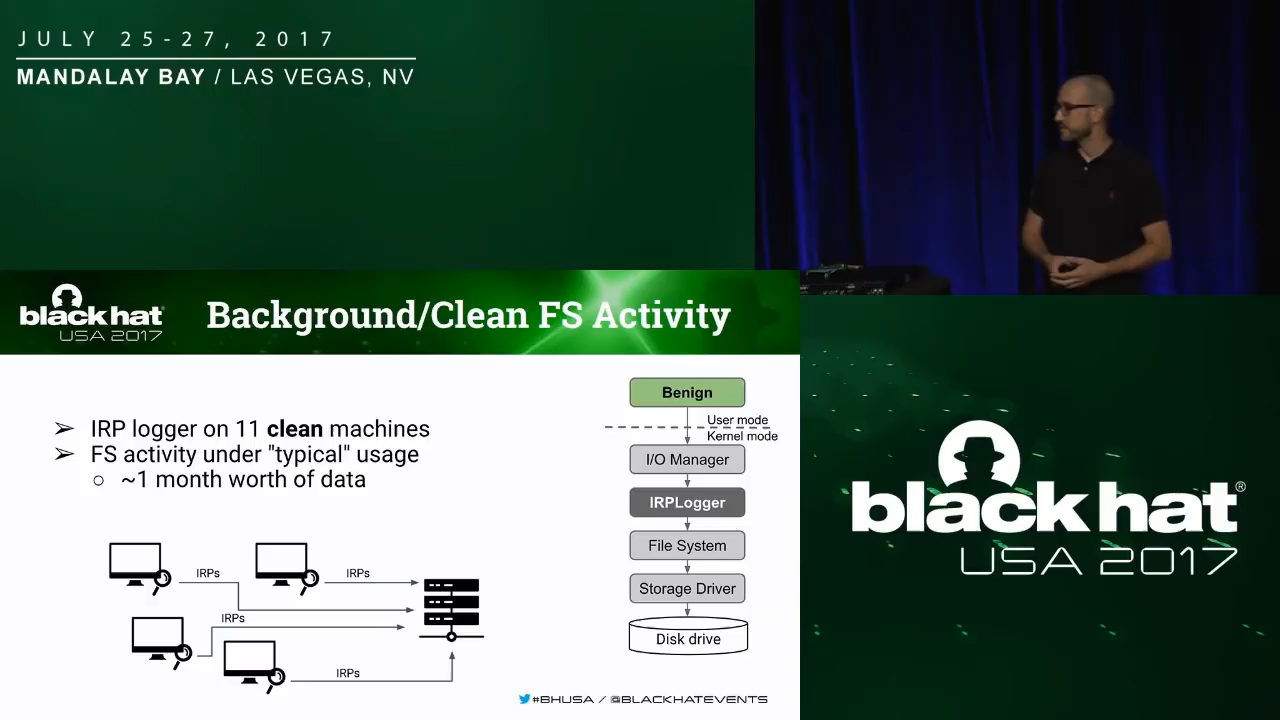 JULY 25-27, 2017
MANDALAY BAY / LAS VEGAS, NV
black hat
USA 2017
Background/Clean FS Activity
➢ IRP logger on 11 clean machines
➢ FS activity under "typical" usage
○ ~1 month worth of data
IRPs
IRPs
IRPs
IRPs
Benign
User mode
Kernel mode
I/O Manager
IRPLogger
File System
Storage Driver
Disk drive
#BHUSA / @BLACKHATEVENTS
black hat®
USA 2017